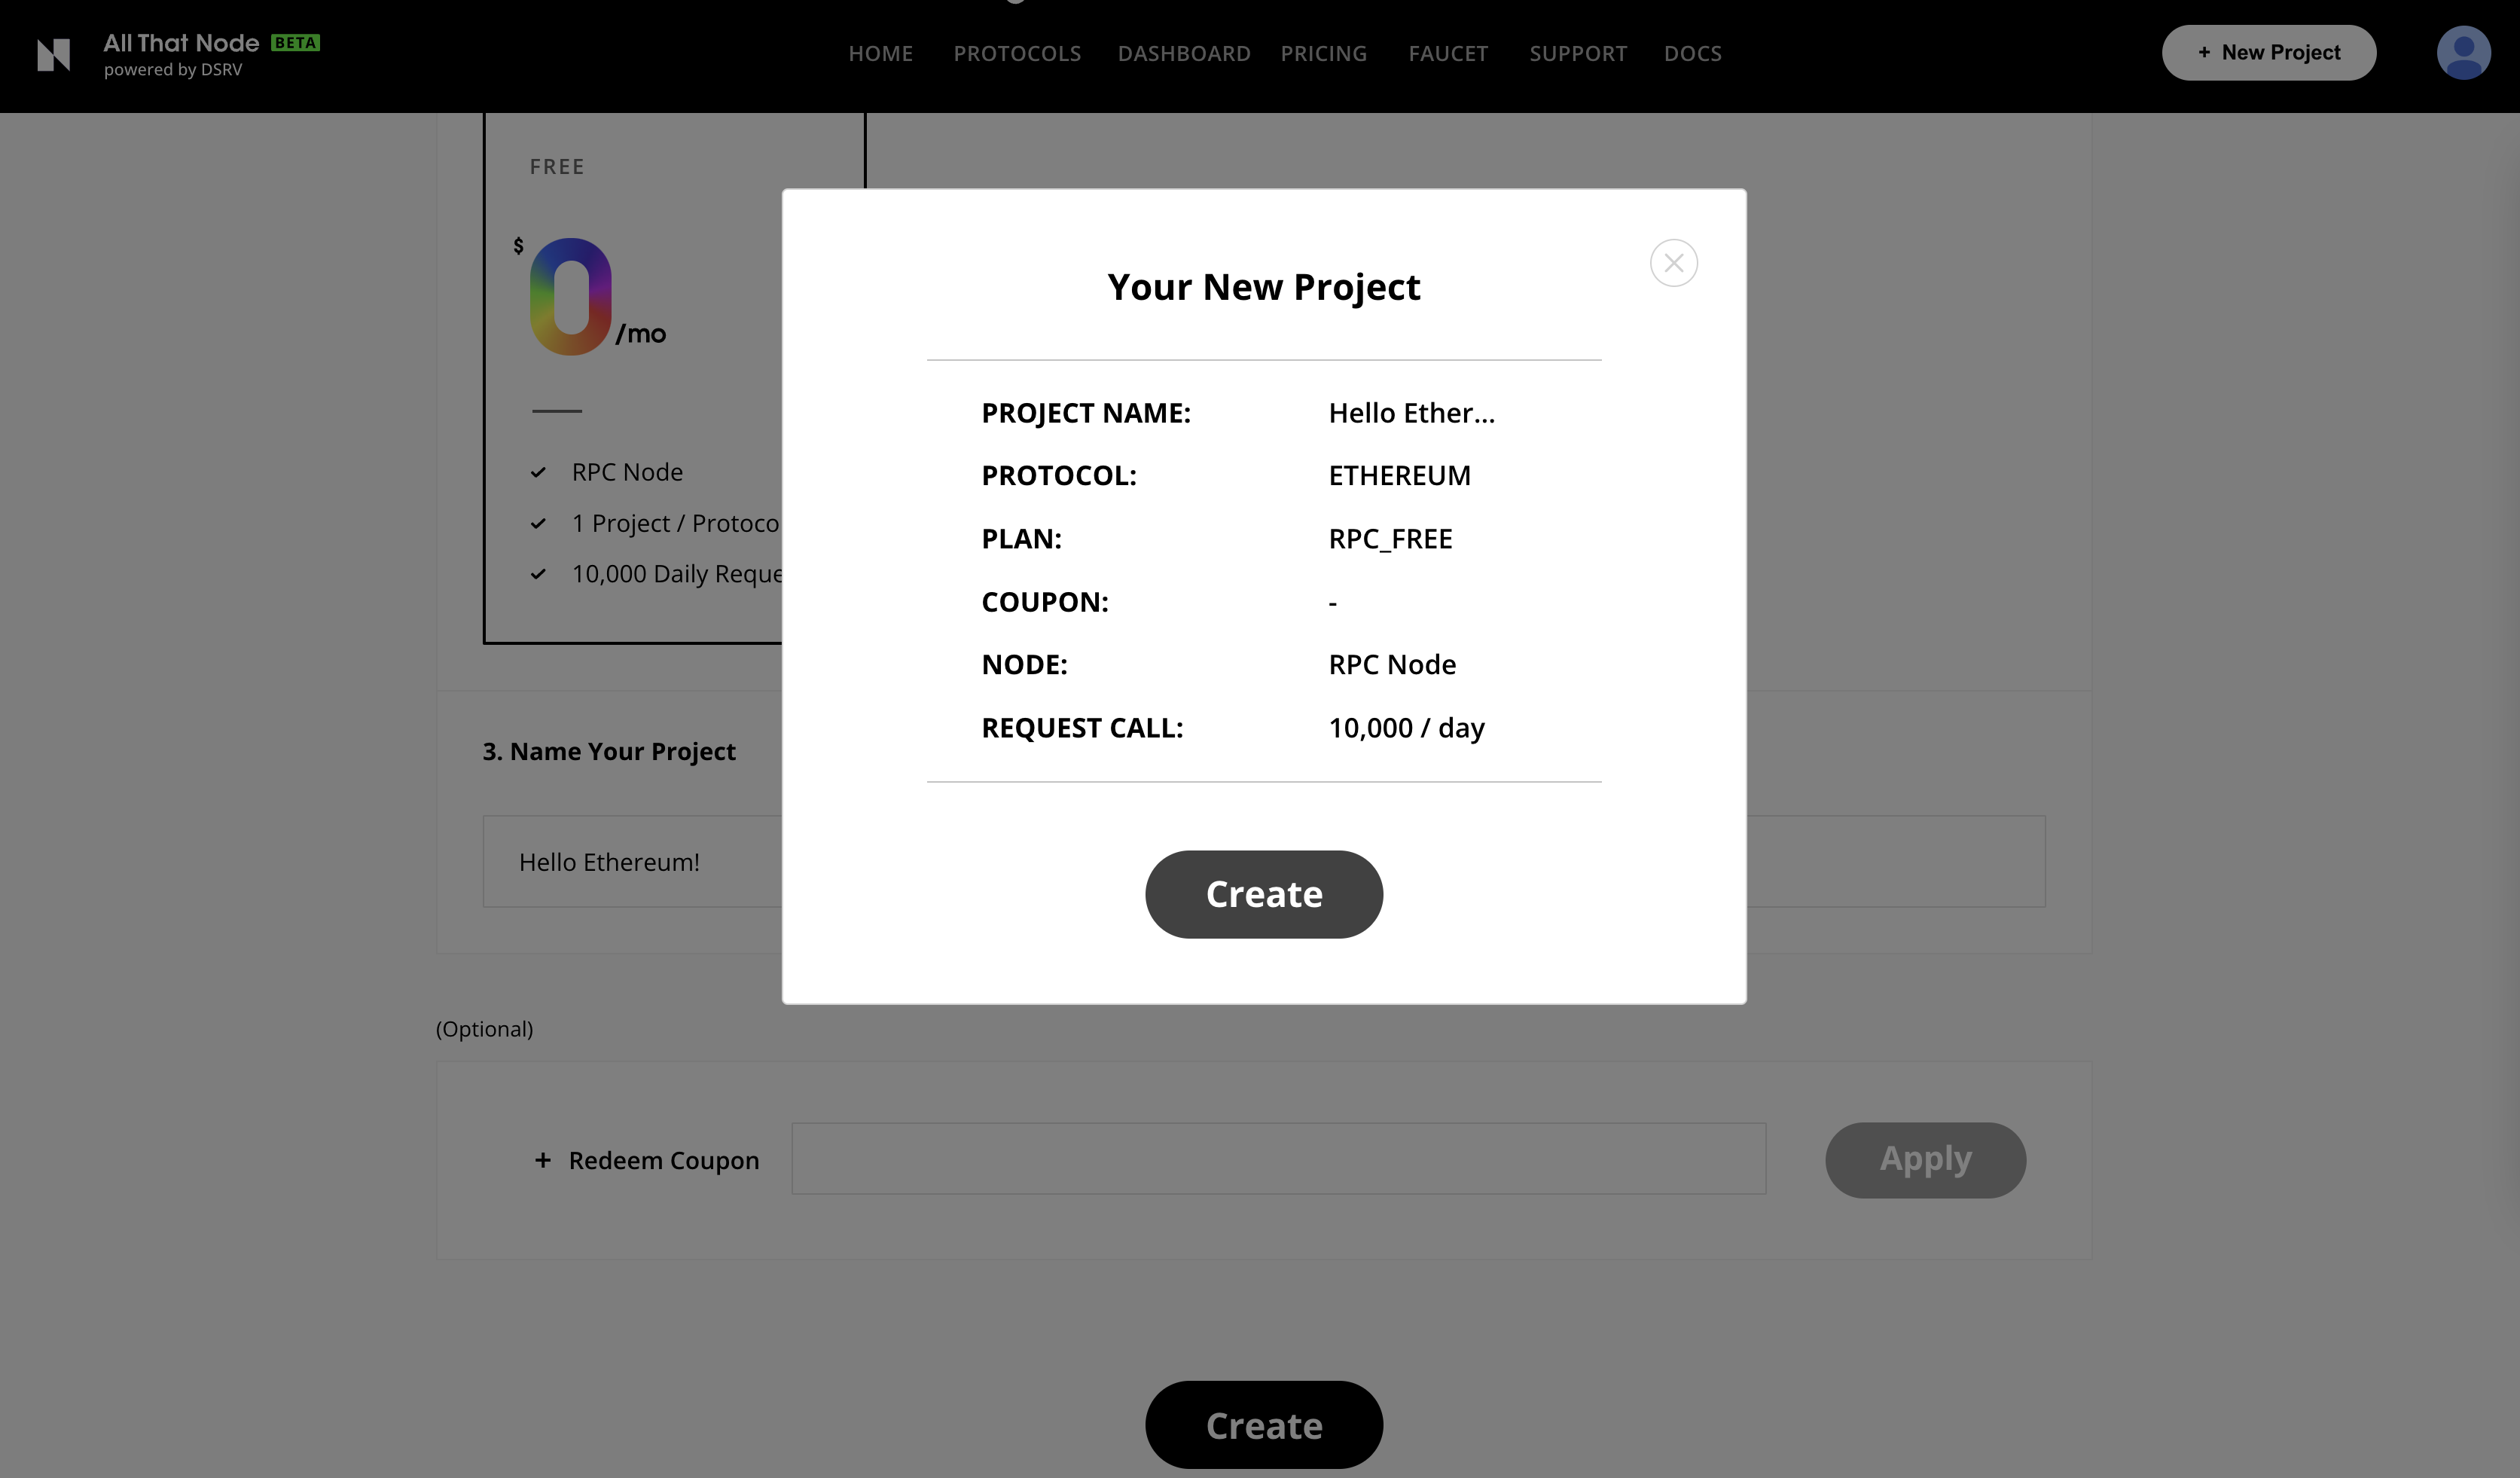 All That Node BETA
powered by DSRV
HOME PROTOCOLS DASHBOARD PRICING FAUCET SUPPORT DOCS
+ New Project
FREE
$0/mo
RPC Node
1 Project / Protoco
10,000 Daily Reque
3. Name Your Project
Hello Ethereum!
Your New Project
PROJECT NAME: Hello Ether...
PROTOCOL: ETHEREUM
PLAN: RPC_FREE
COUPON: -
NODE: RPC Node
REQUEST CALL: 10,000 / day
Create
(Optional)
+ Redeem Coupon
Apply
Create